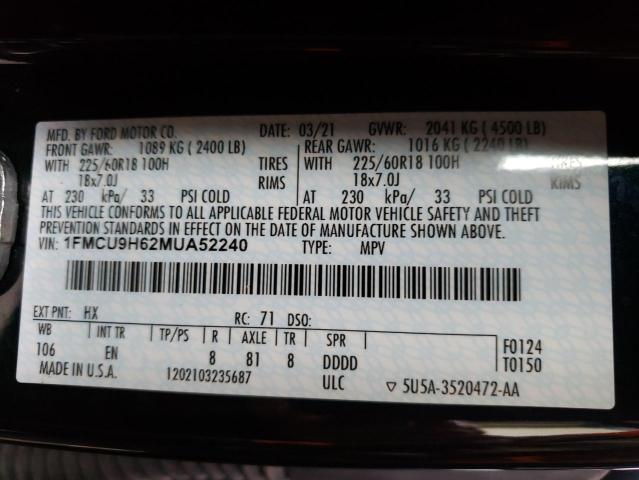 MFD. BY FORD MOTOR CO. DATE: 03/21 GVWR: 2041 KG ( 4500 LB)
FRONT GAWR: 1089 KG ( 2400 LB) REAR GAWR: 1016 KG ( 2240 LB)
WITH 225/60R18 100H TIRES WITH 225/60R18 100H TIRES
18x7.0J RIMS 18x7.0J RIMS
AT 230 kPa/ 33 PSI COLD AT 230 kPa/ 33 PSI COLD
THIS VEHICLE CONFORMS TO ALL APPLICABLE FEDERAL MOTOR VEHICLE SAFETY AND THEFT
PREVENTION STANDARDS IN EFFECT ON THE DATE OF MANUFACTURE SHOWN ABOVE.
VIN: 1FMCU9H62MUA52240 TYPE: MPV
EXT PNT: HX RC: 71 DSO:
WB INT TR TP/PS R AXLE TR SPR F0124
106 EN 8 81 8 DDDD T0150
MADE IN U.S.A. 1202103235687 ULC ▽ 5U5A-3520472-AA